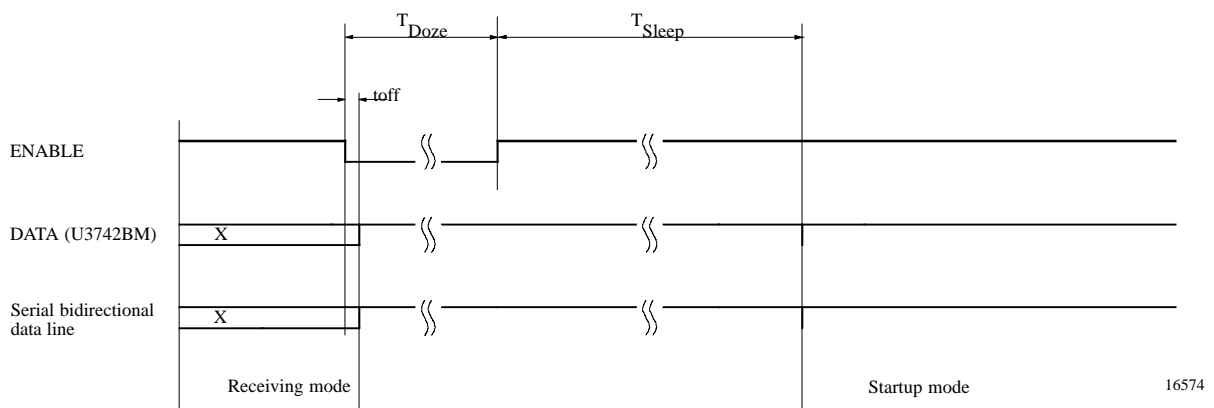 T Doze
T Sleep
toff
ENABLE
DATA (U3742BM)
X
Serial bidirectional
data line
X
Receiving mode
Startup mode
16574